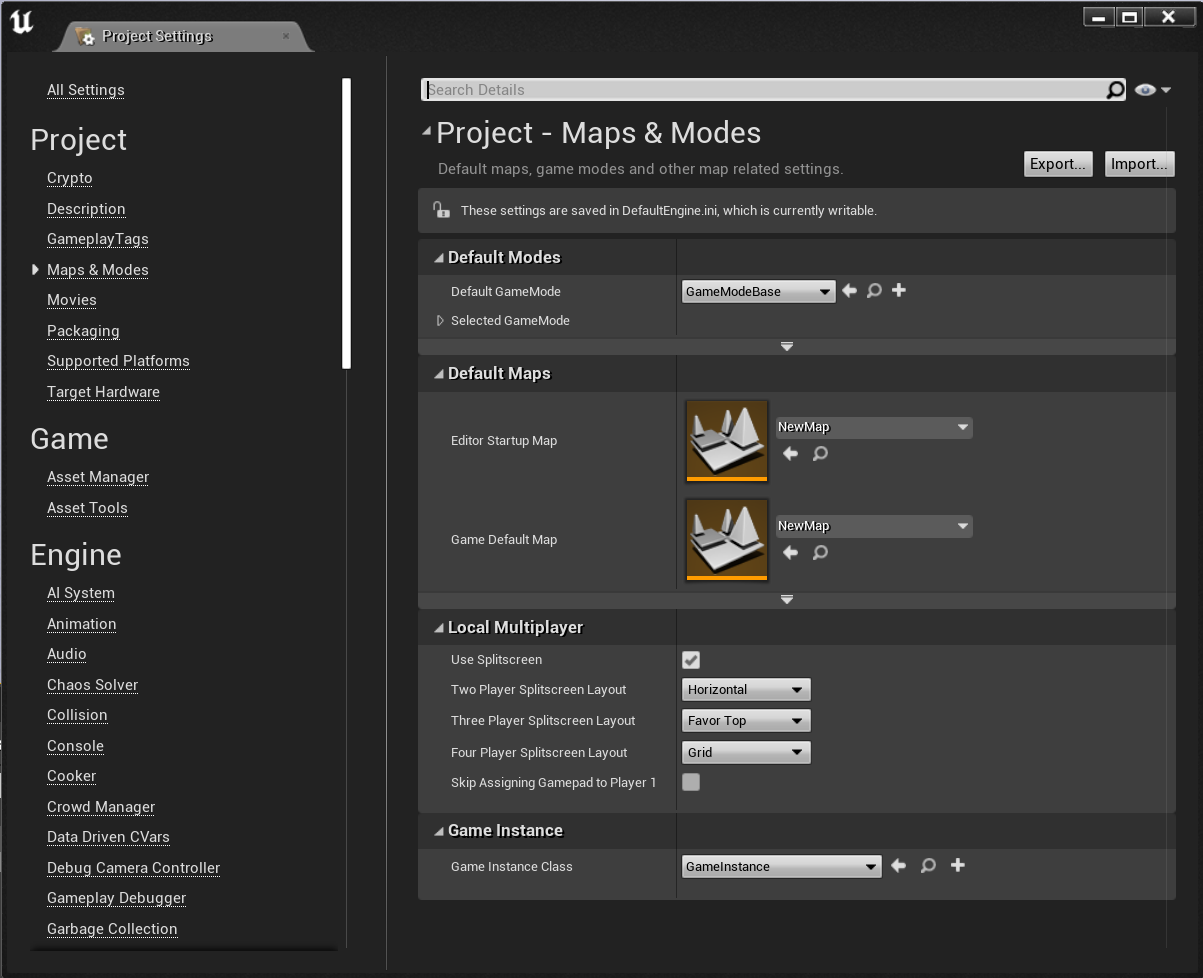 Project Settings
All Settings
Project
Crypto
Description
GameplayTags
Maps & Modes
Movies
Packaging
Supported Platforms
Target Hardware
Game
Asset Manager
Asset Tools
Engine
AI System
Animation
Audio
Chaos Solver
Collision
Console
Cooker
Crowd Manager
Data Driven CVars
Debug Camera Controller
Gameplay Debugger
Garbage Collection
Search Details
Project - Maps & Modes
Default maps, game modes and other map related settings.
Export...
Import...
These settings are saved in DefaultEngine.ini, which is currently writable.
Default Modes
Default GameMode GameModeBase
Selected GameMode
Default Maps
Editor Startup Map NewMap
Game Default Map NewMap
Local Multiplayer
Use Splitscreen
Two Player Splitscreen Layout Horizontal
Three Player Splitscreen Layout Favor Top
Four Player Splitscreen Layout Grid
Skip Assigning Gamepad to Player 1
Game Instance
Game Instance Class GameInstance